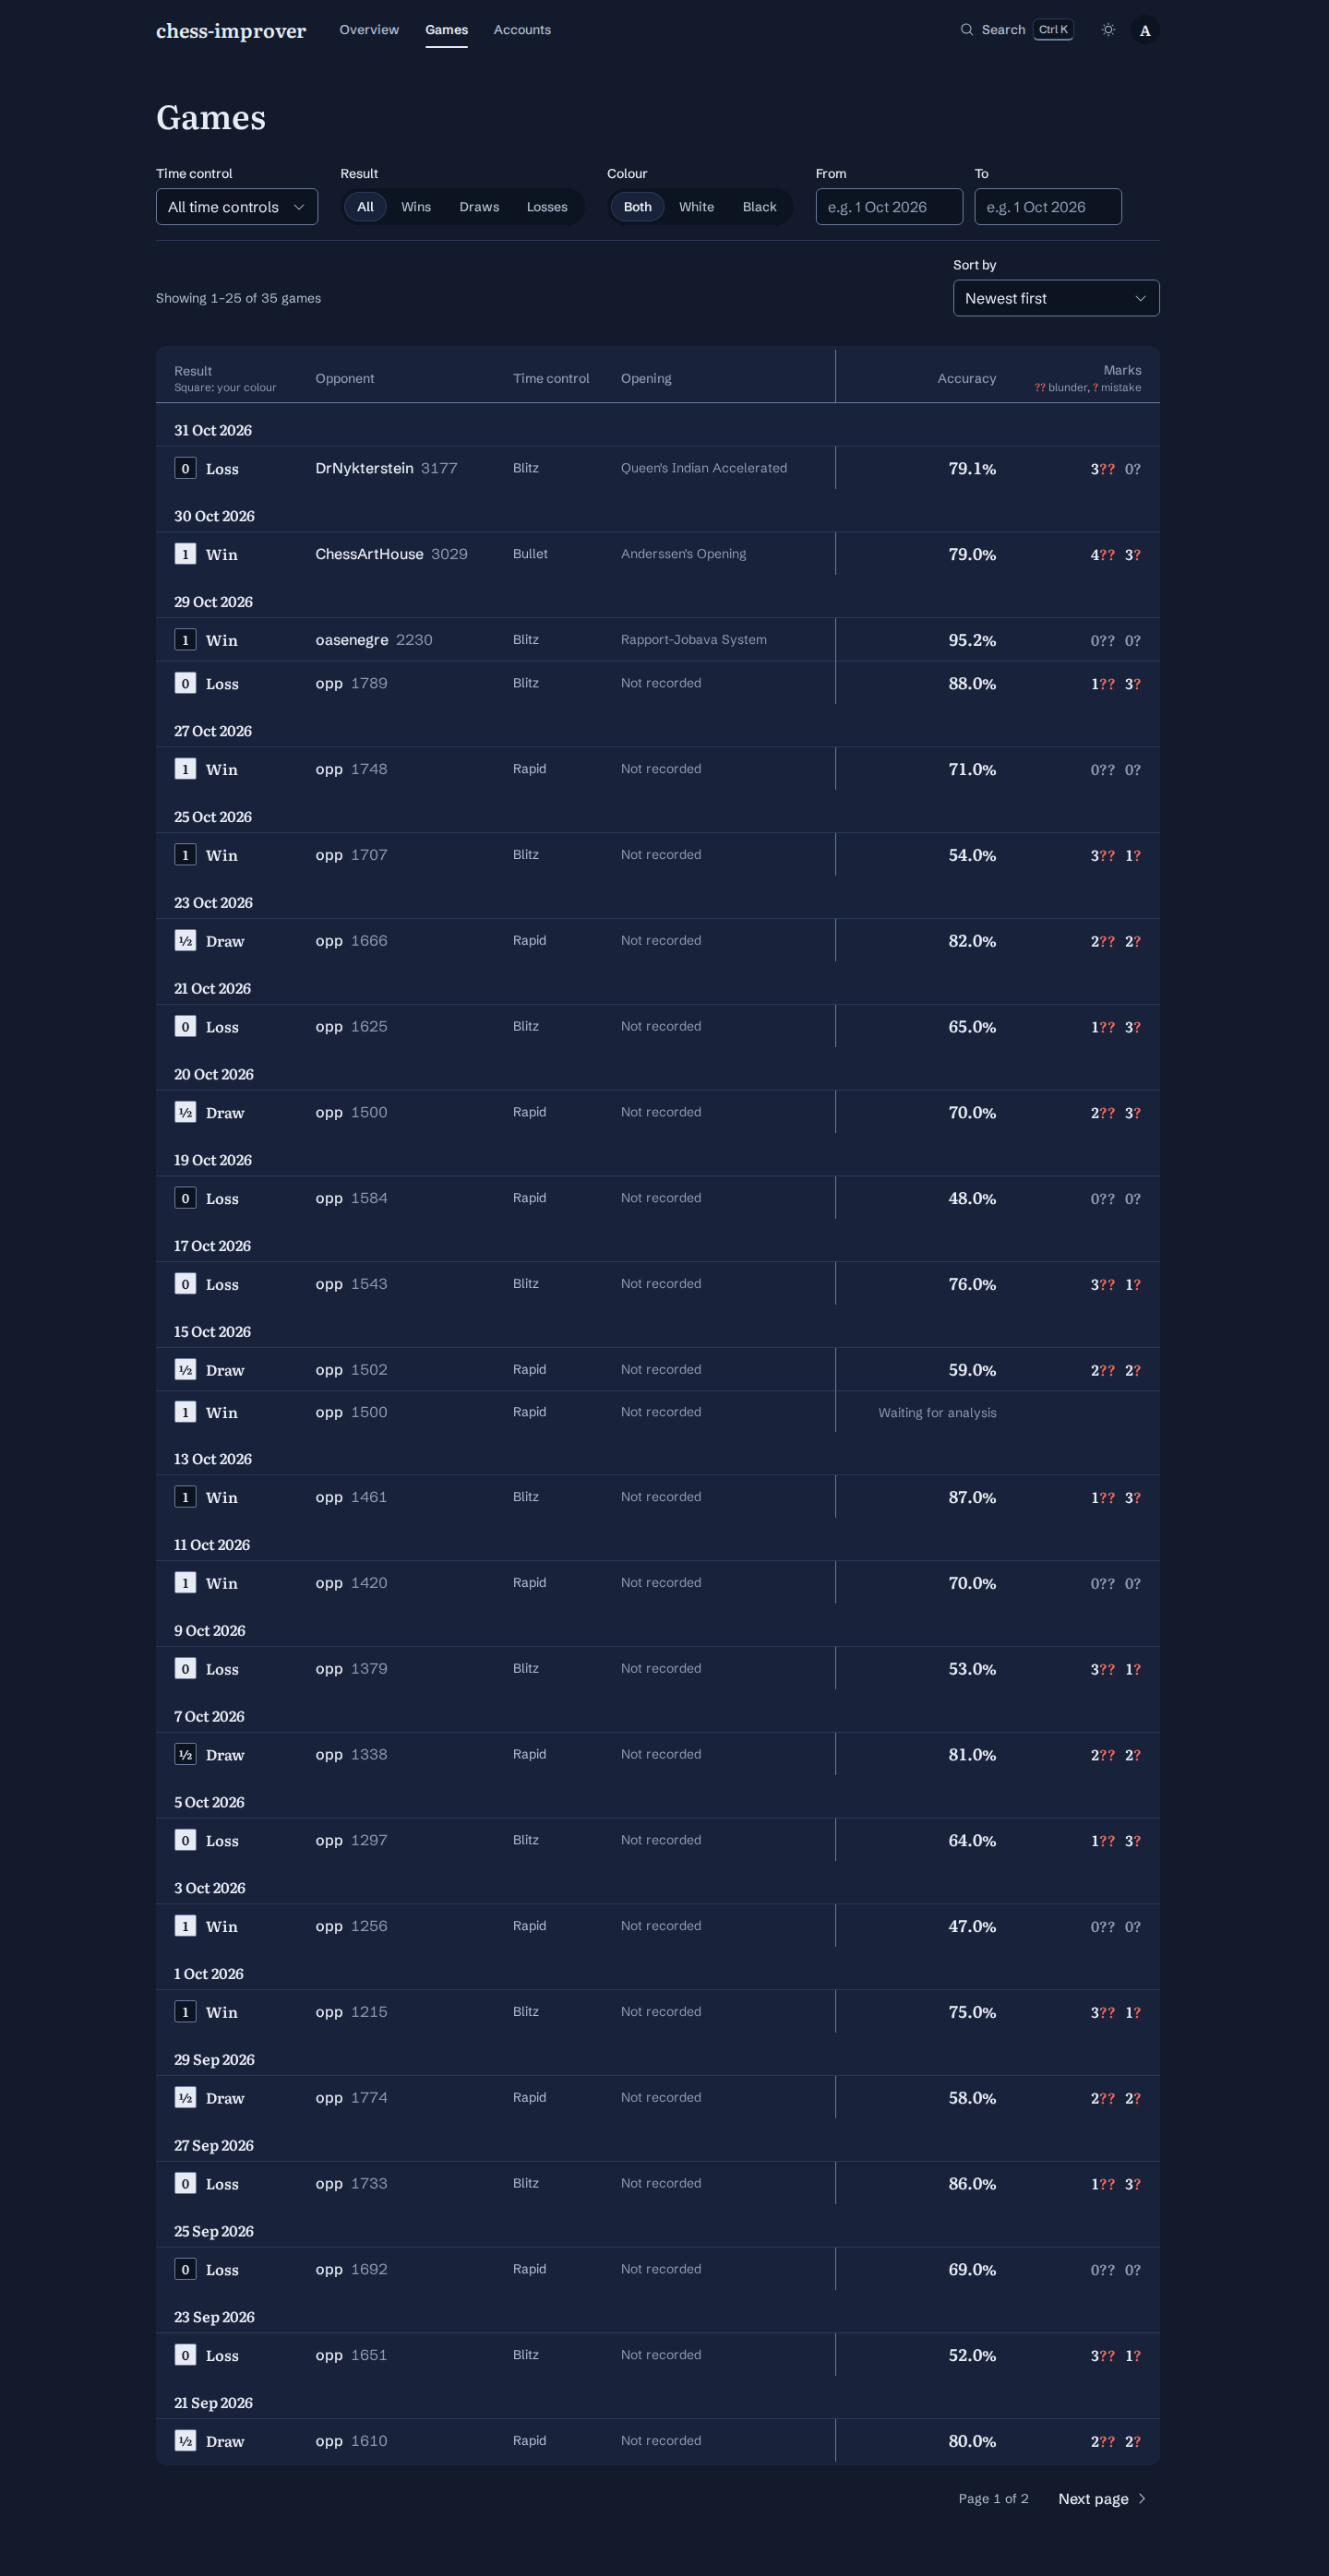 chess-improver Overview Games Accounts Search Ctrl K A
Games
Time control Result Colour From To
All time controls All Wins Draws Losses Both White Black e.g. 1 Oct 2026 e.g. 1 Oct 2026
Sort by
Showing 1–25 of 35 games Newest first
Result Opponent Time control Opening Accuracy Marks
Square: your colour ?? blunder, ? mistake
31 Oct 2026
0 Loss DrNykterstein 3177 Blitz Queen's Indian Accelerated 79.1% 3?? 0?
30 Oct 2026
1 Win ChessArtHouse 3029 Bullet Anderssen's Opening 79.0% 4?? 3?
29 Oct 2026
1 Win oasenegre 2230 Blitz Rapport-Jobava System 95.2% 0?? 0?
0 Loss opp 1789 Blitz Not recorded 88.0% 1?? 3?
27 Oct 2026
1 Win opp 1748 Rapid Not recorded 71.0% 0?? 0?
25 Oct 2026
1 Win opp 1707 Blitz Not recorded 54.0% 3?? 1?
23 Oct 2026
½ Draw opp 1666 Rapid Not recorded 82.0% 2?? 2?
21 Oct 2026
0 Loss opp 1625 Blitz Not recorded 65.0% 1?? 3?
20 Oct 2026
½ Draw opp 1500 Rapid Not recorded 70.0% 2?? 3?
19 Oct 2026
0 Loss opp 1584 Rapid Not recorded 48.0% 0?? 0?
17 Oct 2026
0 Loss opp 1543 Blitz Not recorded 76.0% 3?? 1?
15 Oct 2026
½ Draw opp 1502 Rapid Not recorded 59.0% 2?? 2?
1 Win opp 1500 Rapid Not recorded Waiting for analysis
13 Oct 2026
1 Win opp 1461 Blitz Not recorded 87.0% 1?? 3?
11 Oct 2026
1 Win opp 1420 Rapid Not recorded 70.0% 0?? 0?
9 Oct 2026
0 Loss opp 1379 Blitz Not recorded 53.0% 3?? 1?
7 Oct 2026
½ Draw opp 1338 Rapid Not recorded 81.0% 2?? 2?
5 Oct 2026
0 Loss opp 1297 Blitz Not recorded 64.0% 1?? 3?
3 Oct 2026
1 Win opp 1256 Rapid Not recorded 47.0% 0?? 0?
1 Oct 2026
1 Win opp 1215 Blitz Not recorded 75.0% 3?? 1?
29 Sep 2026
½ Draw opp 1774 Rapid Not recorded 58.0% 2?? 2?
27 Sep 2026
0 Loss opp 1733 Blitz Not recorded 86.0% 1?? 3?
25 Sep 2026
0 Loss opp 1692 Rapid Not recorded 69.0% 0?? 0?
23 Sep 2026
0 Loss opp 1651 Blitz Not recorded 52.0% 3?? 1?
21 Sep 2026
½ Draw opp 1610 Rapid Not recorded 80.0% 2?? 2?
Page 1 of 2 Next page